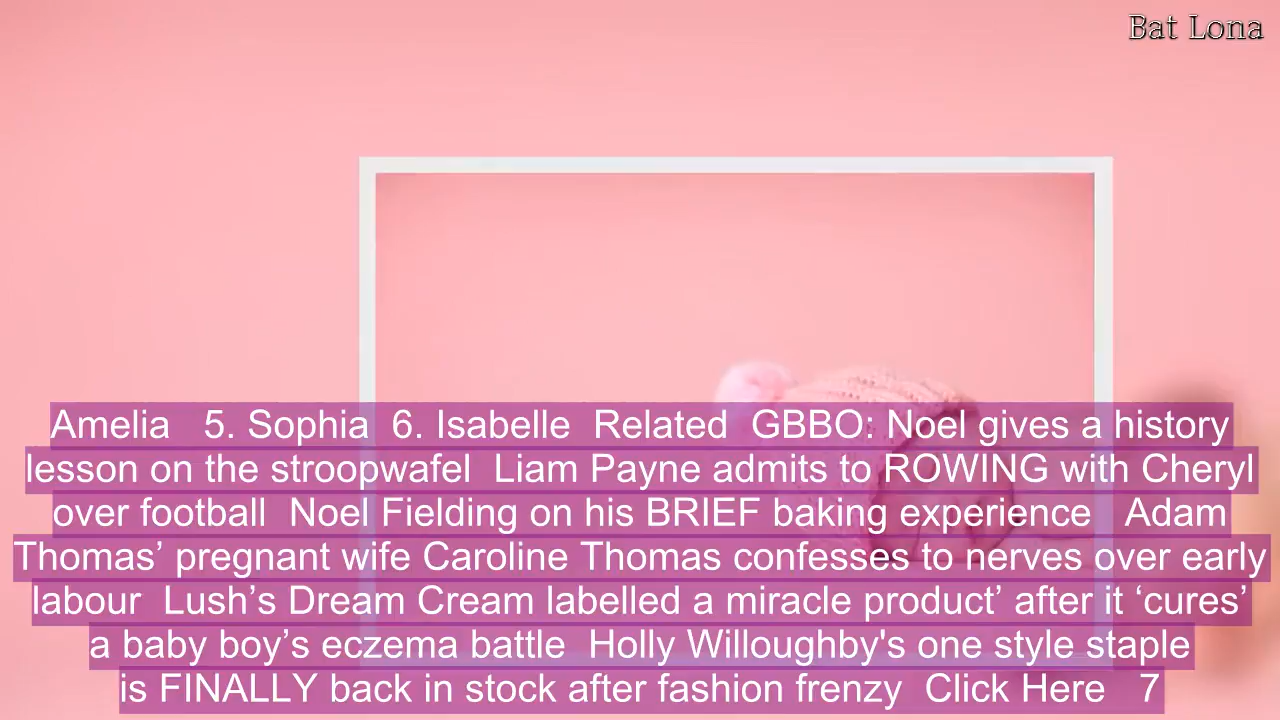 Bat Lona
Amelia   5. Sophia  6. Isabelle  Related  GBBO: Noel gives a history
lesson on the stroopwafel  Liam Payne admits to ROWING with Cheryl
over football  Noel Fielding on his BRIEF baking experience   Adam
Thomas’ pregnant wife Caroline Thomas confesses to nerves over early
labour  Lush’s Dream Cream labelled a miracle product’ after it ‘cures’
a baby boy’s eczema battle  Holly Willoughby's one style staple
is FINALLY back in stock after fashion frenzy  Click Here   7